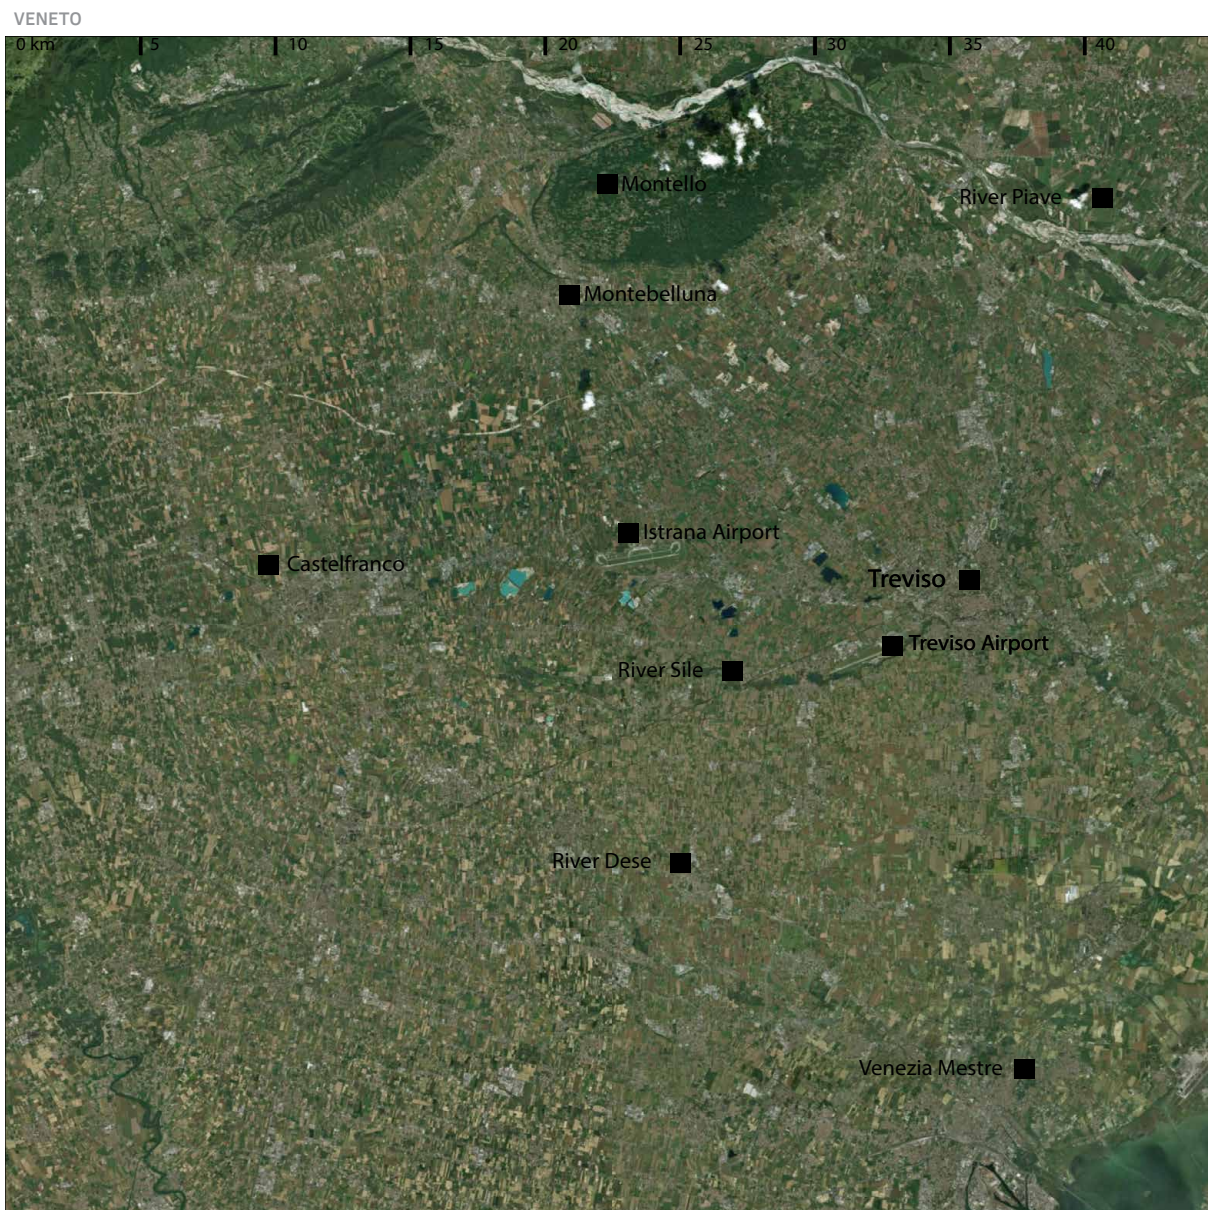 VENETO
0 km 5 10 15 20 25 30 35 40
Montello
River Piave
Montebelluna
Istrana Airport
Castelfranco
Treviso
Treviso Airport
River Sile
River Dese
Venezia Mestre